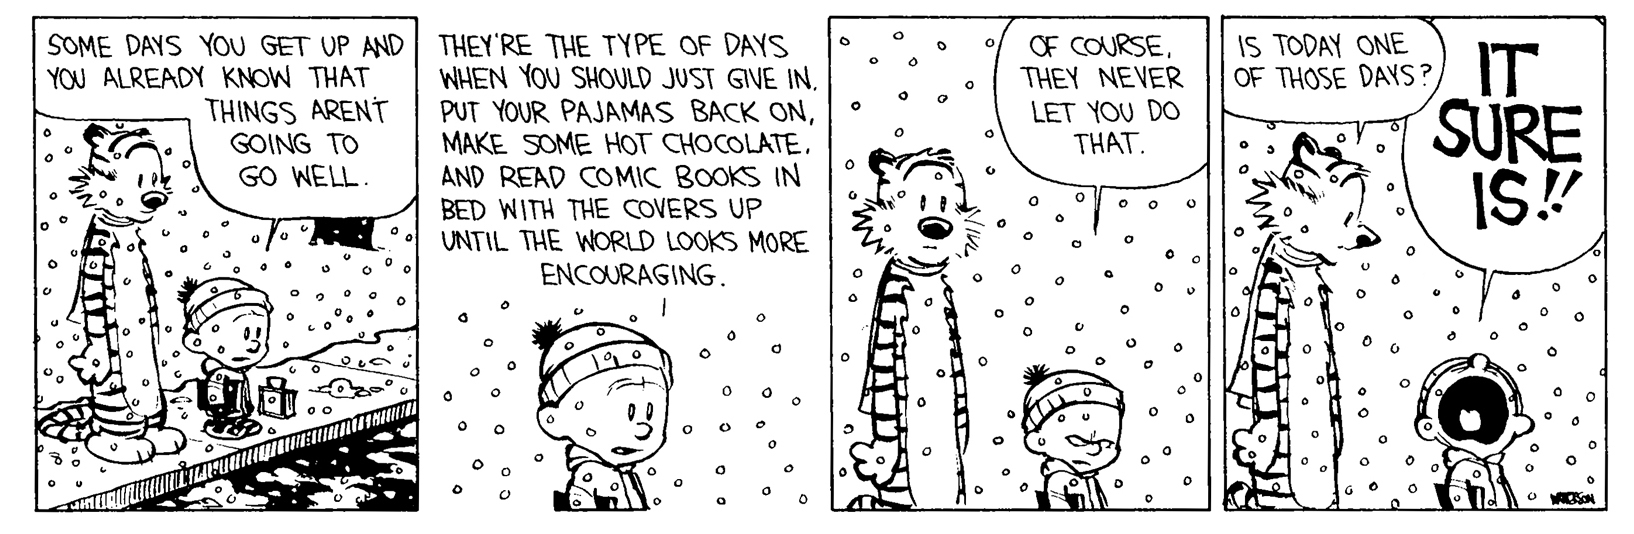 SOME DAYS YOU GET UP AND
YOU ALREADY KNOW THAT
THINGS AREN'T
GOING TO
GO WELL.
THEY'RE THE TYPE OF DAYS
WHEN YOU SHOULD JUST GIVE IN,
PUT YOUR PAJAMAS BACK ON,
MAKE SOME HOT CHOCOLATE,
AND READ COMIC BOOKS IN
BED WITH THE COVERS UP
UNTIL THE WORLD LOOKS MORE
ENCOURAGING.
OF COURSE,
THEY NEVER
LET YOU DO
THAT.
IS TODAY ONE
OF THOSE DAYS?
IT
SURE
IS!!
WATTERSON